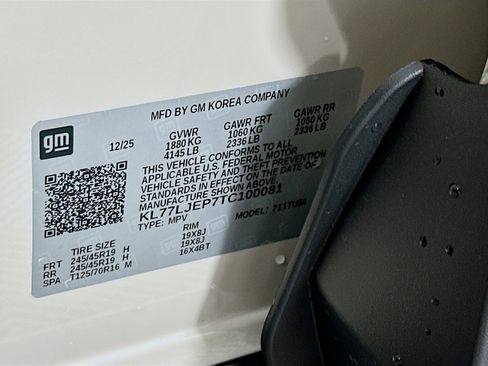 MFD BY GM KOREA COMPANY
gm
12/25
GVWR GAWR FRT GAWR RR
1880 KG 1060 KG 1060 KG
4145 LB 2336 LB 2336 LB
THIS VEHICLE CONFORMS TO ALL
APPLICABLE U.S. FEDERAL MOTOR
VEHICLE SAFETY AND THEFT PREVENTION
STANDARDS IN EFFECT ON THE DATE OF
MANUFACTURE SHOWN ABOVE.
KL77LJEP7TC100081
TYPE: MPV MODEL:
TIRE SIZE RIM
FRT 245/45R19 H 19X8J
RR 245/45R19 H 19X8J
SPA T125/70R16 M 16X4BT